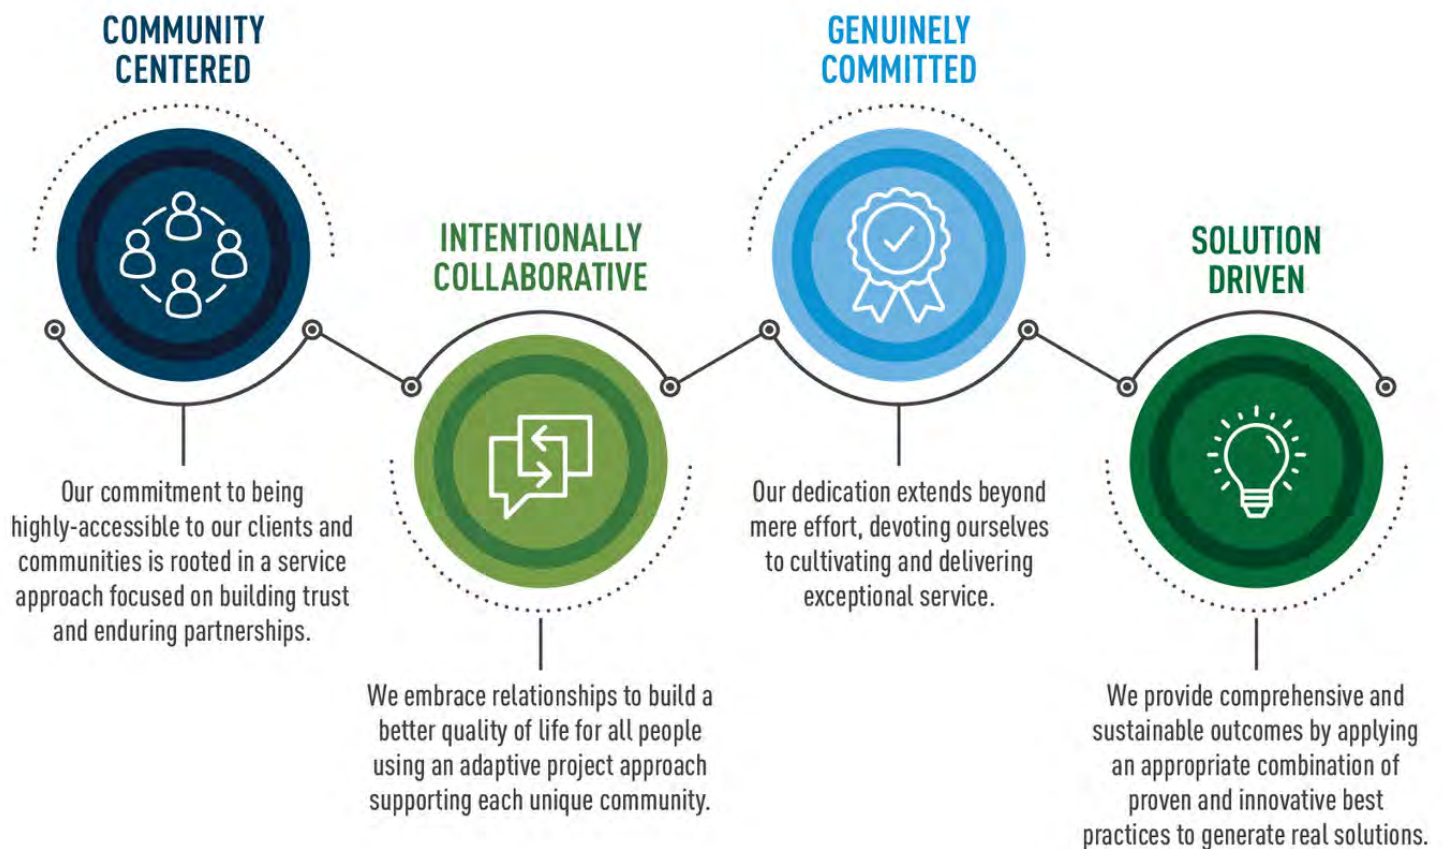 COMMUNITY
CENTERED
Our commitment to being
highly-accessible to our clients and
communities is rooted in a service
approach focused on building trust
and enduring partnerships.
INTENTIONALLY
COLLABORATIVE
We embrace relationships to build a
better quality of life for all people
using an adaptive project approach
supporting each unique community.
GENUINELY
COMMITTED
Our dedication extends beyond
mere effort, devoting ourselves
to cultivating and delivering
exceptional service.
SOLUTION
DRIVEN
We provide comprehensive and
sustainable outcomes by applying
an appropriate combination of
proven and innovative best
practices to generate real solutions.